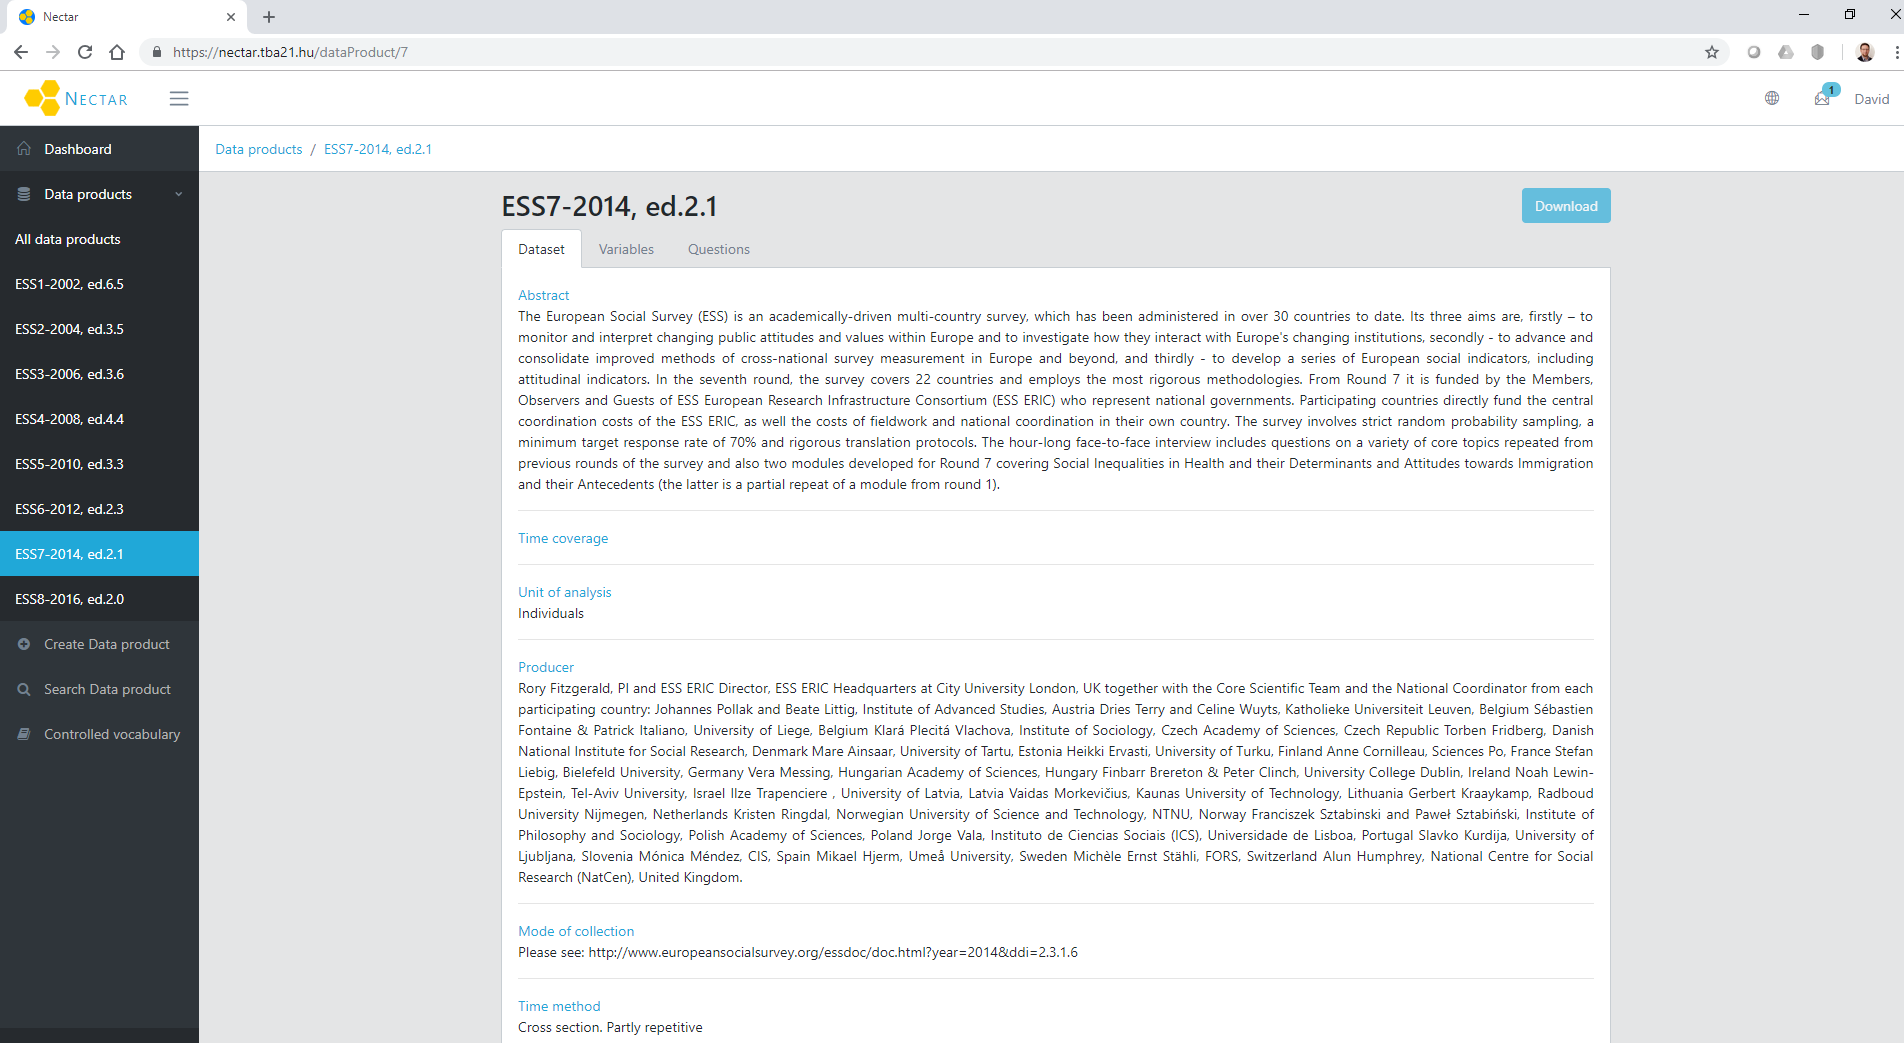 Nectar
https://nectar.tba21.hu/dataProduct/7
NECTAR
1
David
Dashboard
Data products
All data products
ESS1-2002, ed.6.5
ESS2-2004, ed.3.5
ESS3-2006, ed.3.6
ESS4-2008, ed.4.4
ESS5-2010, ed.3.3
ESS6-2012, ed.2.3
ESS7-2014, ed.2.1
ESS8-2016, ed.2.0
Create Data product
Search Data product
Controlled vocabulary
Data products / ESS7-2014, ed.2.1
ESS7-2014, ed.2.1
Download
Dataset Variables Questions
Abstract
The European Social Survey (ESS) is an academically-driven multi-country survey, which has been administered in over 30 countries to date. Its three aims are, firstly – to
monitor and interpret changing public attitudes and values within Europe and to investigate how they interact with Europe's changing institutions, secondly - to advance and
consolidate improved methods of cross-national survey measurement in Europe and beyond, and thirdly - to develop a series of European social indicators, including
attitudinal indicators. In the seventh round, the survey covers 22 countries and employs the most rigorous methodologies. From Round 7 it is funded by the Members,
Observers and Guests of ESS European Research Infrastructure Consortium (ESS ERIC) who represent national governments. Participating countries directly fund the central
coordination costs of the ESS ERIC, as well the costs of fieldwork and national coordination in their own country. The survey involves strict random probability sampling, a
minimum target response rate of 70% and rigorous translation protocols. The hour-long face-to-face interview includes questions on a variety of core topics repeated from
previous rounds of the survey and also two modules developed for Round 7 covering Social Inequalities in Health and their Determinants and Attitudes towards Immigration
and their Antecedents (the latter is a partial repeat of a module from round 1).
Time coverage
Unit of analysis
Individuals
Producer
Rory Fitzgerald, PI and ESS ERIC Director, ESS ERIC Headquarters at City University London, UK together with the Core Scientific Team and the National Coordinator from each
participating country: Johannes Pollak and Beate Littig, Institute of Advanced Studies, Austria Dries Terry and Celine Wuyts, Katholieke Universiteit Leuven, Belgium Sébastien
Fontaine & Patrick Italiano, University of Liege, Belgium Klará Plecitá Vlachova, Institute of Sociology, Czech Academy of Sciences, Czech Republic Torben Fridberg, Danish
National Institute for Social Research, Denmark Mare Ainsaar, University of Tartu, Estonia Heikki Ervasti, University of Turku, Finland Anne Cornilleau, Sciences Po, France Stefan
Liebig, Bielefeld University, Germany Vera Messing, Hungarian Academy of Sciences, Hungary Finbarr Brereton & Peter Clinch, University College Dublin, Ireland Noah Lewin-
Epstein, Tel-Aviv University, Israel Ilze Trapenciere , University of Latvia, Latvia Vaidas Morkevičius, Kaunas University of Technology, Lithuania Gerbert Kraaykamp, Radboud
University Nijmegen, Netherlands Kristen Ringdal, Norwegian University of Science and Technology, NTNU, Norway Franciszek Sztabinski and Paweł Sztabiński, Institute of
Philosophy and Sociology, Polish Academy of Sciences, Poland Jorge Vala, Instituto de Ciencias Sociais (ICS), Universidade de Lisboa, Portugal Slavko Kurdija, University of
Ljubljana, Slovenia Mónica Méndez, CIS, Spain Mikael Hjerm, Umeå University, Sweden Michèle Ernst Stähli, FORS, Switzerland Alun Humphrey, National Centre for Social
Research (NatCen), United Kingdom.
Mode of collection
Please see: http://www.europeansocialsurvey.org/essdoc/doc.html?year=2014&ddi=2.3.1.6
Time method
Cross section. Partly repetitive